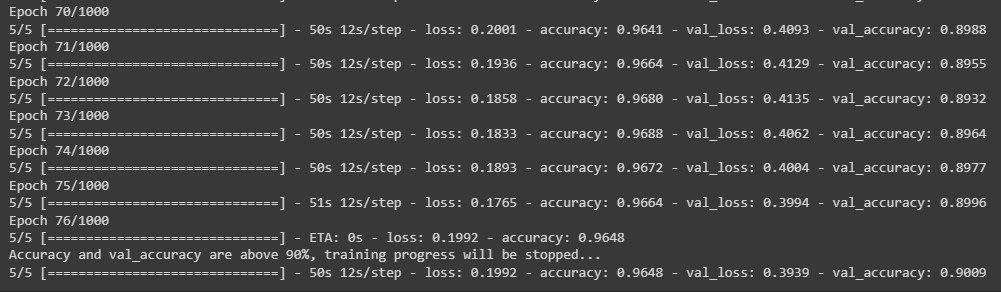 Epoch 70/1000
5/5 [==============================] - 50s 12s/step - loss: 0.2001 - accuracy: 0.9641 - val_loss: 0.4093 - val_accuracy: 0.8988
Epoch 71/1000
5/5 [==============================] - 50s 12s/step - loss: 0.1936 - accuracy: 0.9664 - val_loss: 0.4129 - val_accuracy: 0.8955
Epoch 72/1000
5/5 [==============================] - 50s 12s/step - loss: 0.1858 - accuracy: 0.9680 - val_loss: 0.4135 - val_accuracy: 0.8932
Epoch 73/1000
5/5 [==============================] - 50s 12s/step - loss: 0.1833 - accuracy: 0.9688 - val_loss: 0.4062 - val_accuracy: 0.8964
Epoch 74/1000
5/5 [==============================] - 50s 12s/step - loss: 0.1893 - accuracy: 0.9672 - val_loss: 0.4004 - val_accuracy: 0.8977
Epoch 75/1000
5/5 [==============================] - 51s 12s/step - loss: 0.1765 - accuracy: 0.9664 - val_loss: 0.3994 - val_accuracy: 0.8996
Epoch 76/1000
5/5 [==============================] - ETA: 0s - loss: 0.1992 - accuracy: 0.9648
Accuracy and val_accuracy are above 90%, training progress will be stopped...
5/5 [==============================] - 50s 12s/step - loss: 0.1992 - accuracy: 0.9648 - val_loss: 0.3939 - val_accuracy: 0.9009